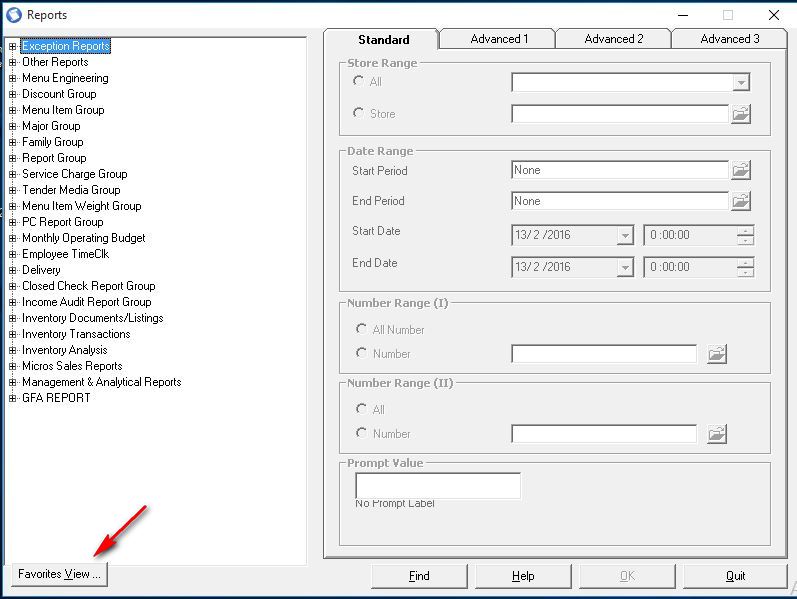 Reports
Exception Reports
Other Reports
Menu Engineering
Discount Group
Menu Item Group
Major Group
Family Group
Report Group
Service Charge Group
Tender Media Group
Menu Item Weight Group
PC Report Group
Monthly Operating Budget
Employee TimeClk
Delivery
Closed Check Report Group
Income Audit Report Group
Inventory Documents/Listings
Inventory Transactions
Inventory Analysis
Micros Sales Reports
Management & Analytical Reports
GFA REPORT
Favorites View ...
Standard Advanced 1 Advanced 2 Advanced 3
Store Range
All
Store
Date Range
Start Period None
End Period None
Start Date 13/ 2 /2016 0 :00:00
End Date 13/ 2 /2016 0 :00:00
Number Range (I)
All Number
Number
Number Range (II)
All
Number
Prompt Value
No Prompt Label
Find Help OK Quit